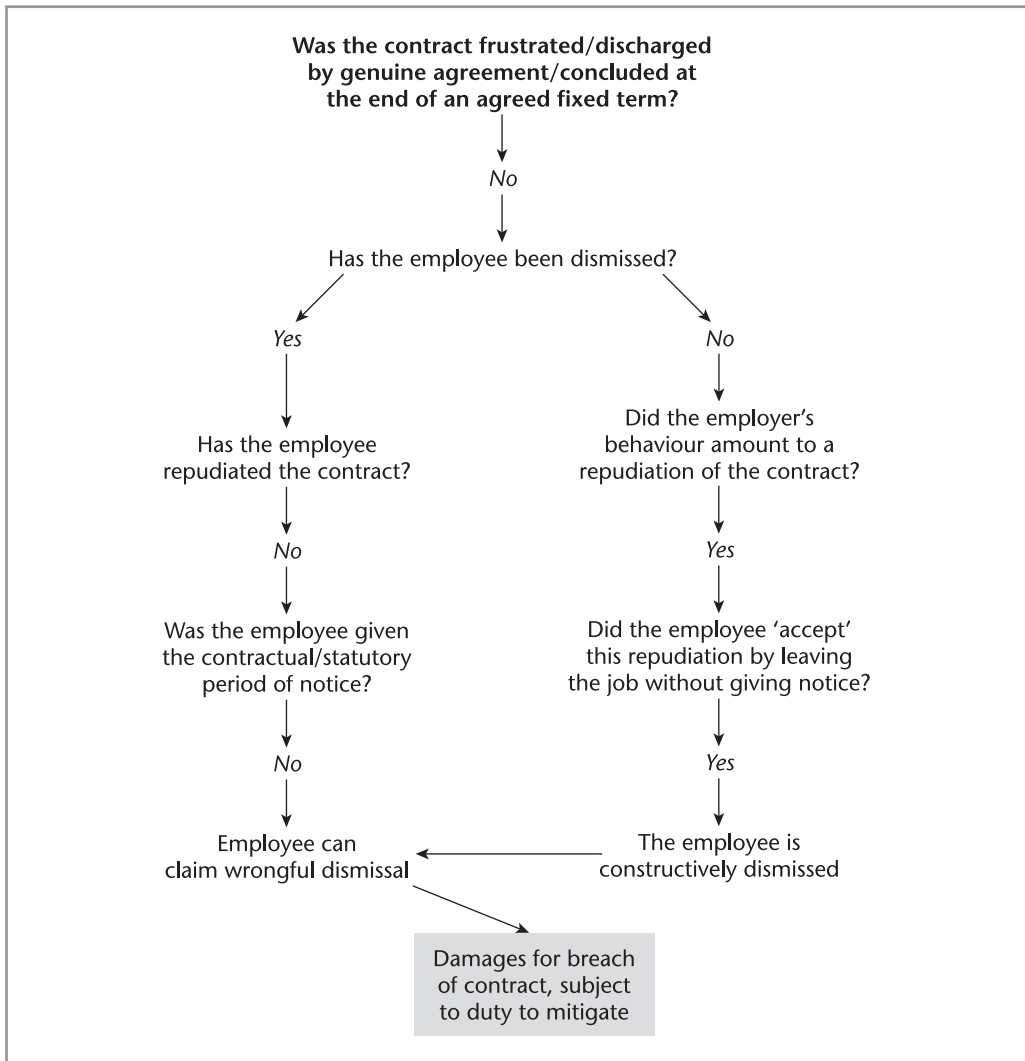 Was the contract frustrated/discharged
by genuine agreement/concluded at
the end of an agreed fixed term?
No
Has the employee been dismissed?
Yes
No
Has the employee
repudiated the contract?
Did the employer’s
behaviour amount to a
repudiation of the contract?
No
Yes
Was the employee given
the contractual/statutory
period of notice?
Did the employee ‘accept’
this repudiation by leaving
the job without giving notice?
No
Yes
Employee can
claim wrongful dismissal
The employee is
constructively dismissed
Damages for breach
of contract, subject
to duty to mitigate